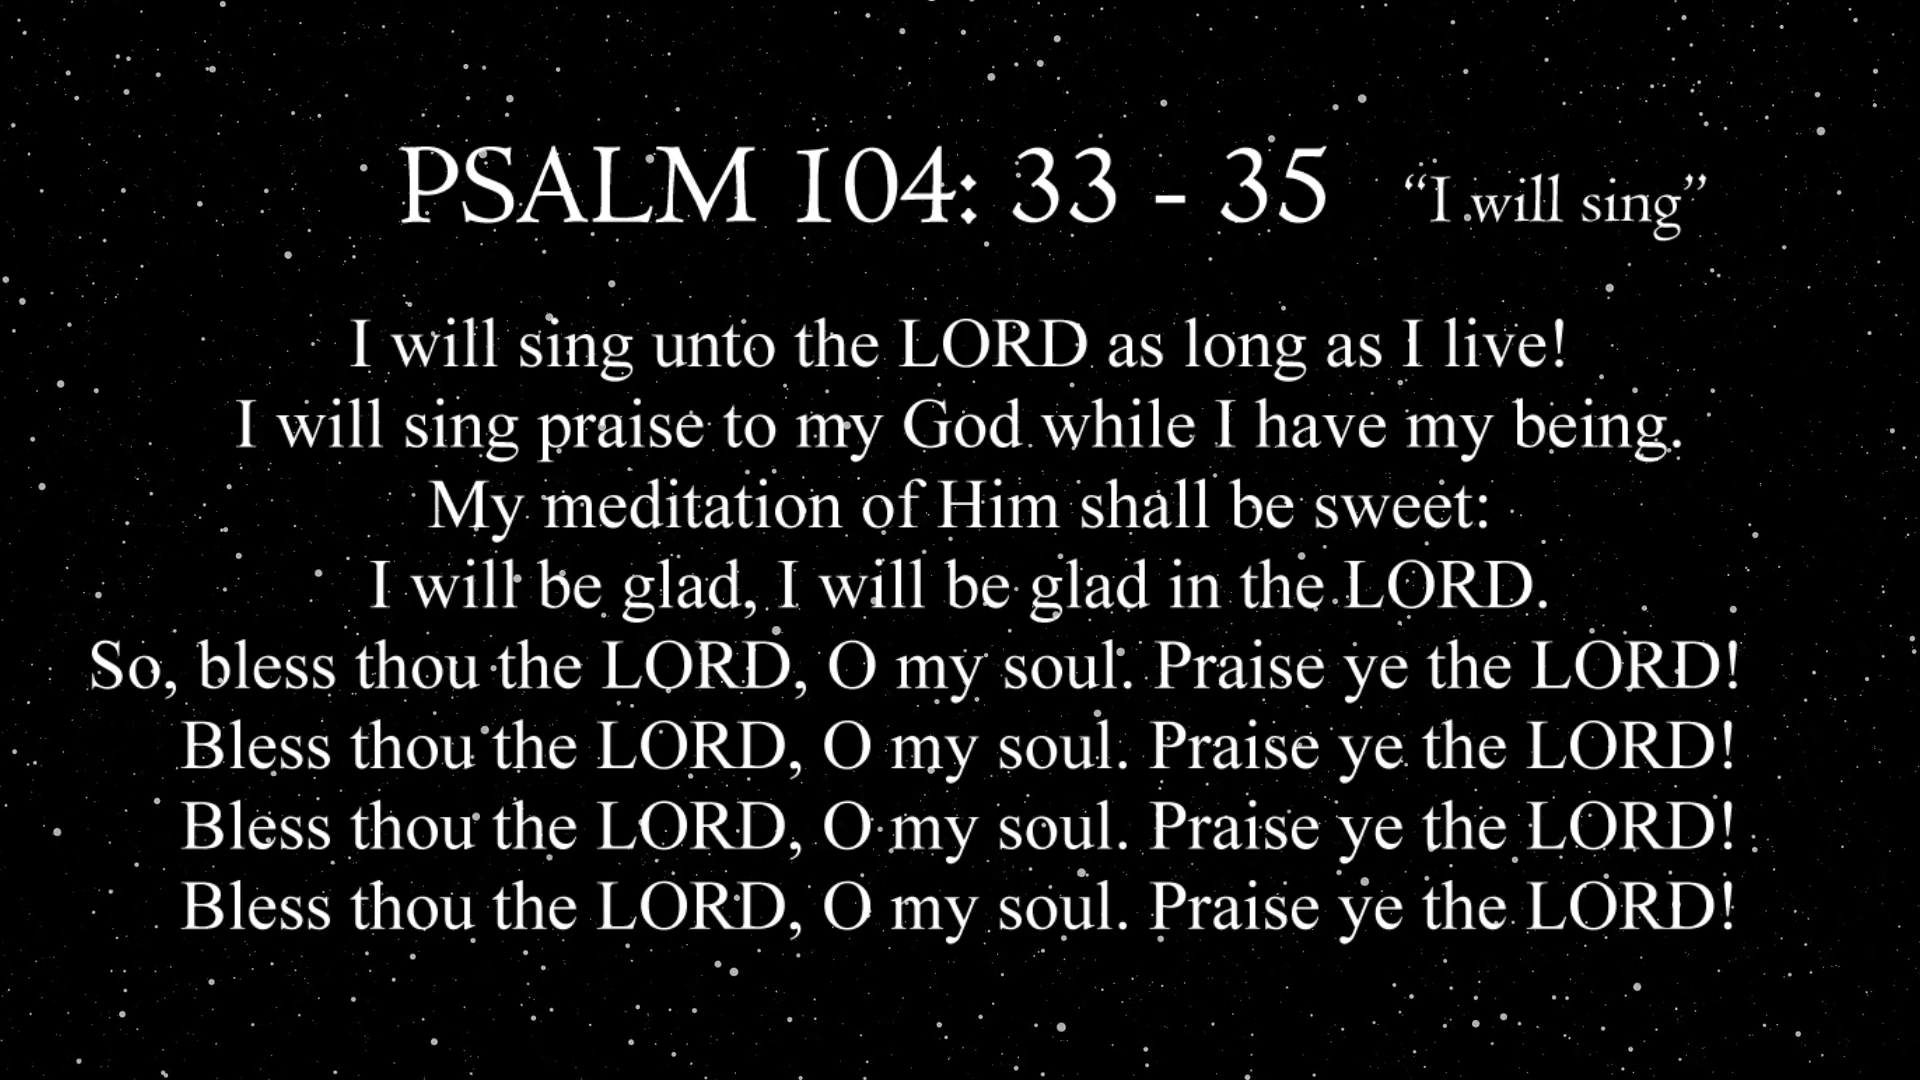 PSALM 104: 33 - 35 “I will sing”
I will sing unto the LORD as long as I live!
I will sing praise to my God while I have my being.
My meditation of Him shall be sweet:
I will be glad, I will be glad in the LORD.
So, bless thou the LORD, O my soul. Praise ye the LORD!
Bless thou the LORD, O my soul. Praise ye the LORD!
Bless thou the LORD, O my soul. Praise ye the LORD!
Bless thou the LORD, O my soul. Praise ye the LORD!